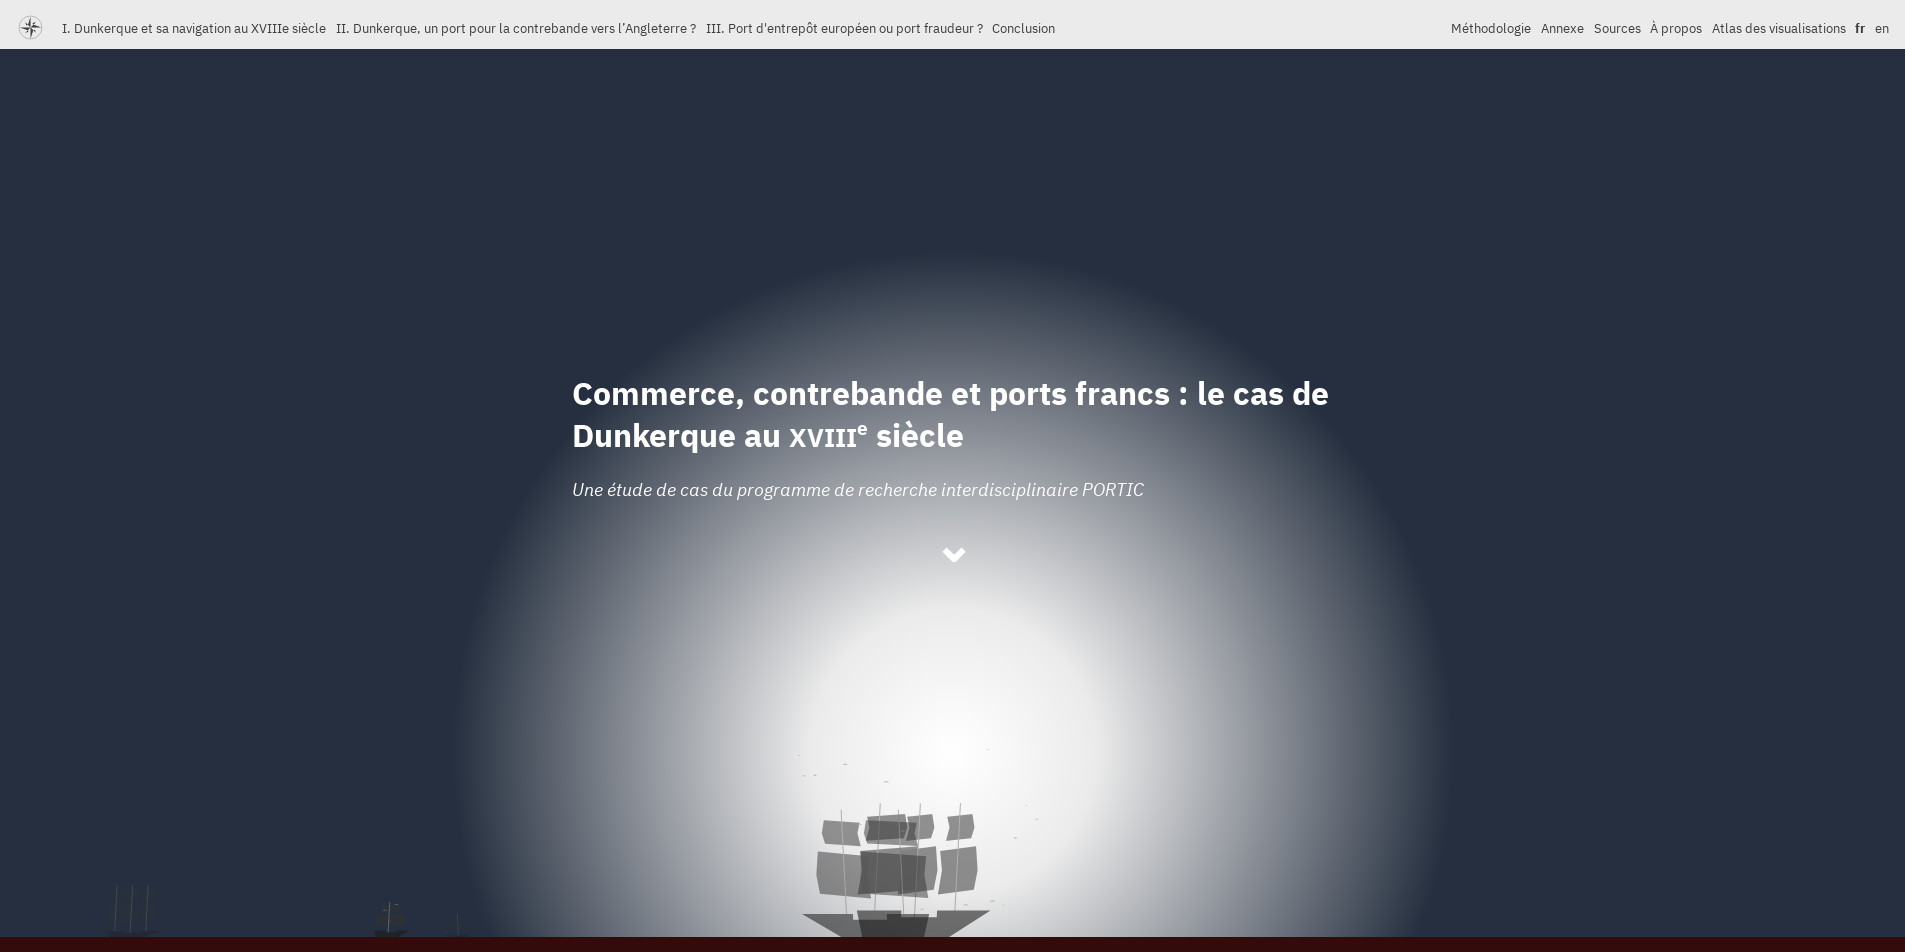 I. Dunkerque et sa navigation au XVIIIe siècle II. Dunkerque, un port pour la contrebande vers l’Angleterre ? III. Port d'entrepôt européen ou port fraudeur ? Conclusion Méthodologie Annexe Sources À propos Atlas des visualisations fr en
Commerce, contrebande et ports francs : le cas de
Dunkerque au XVIIIe siècle
Une étude de cas du programme de recherche interdisciplinaire PORTIC